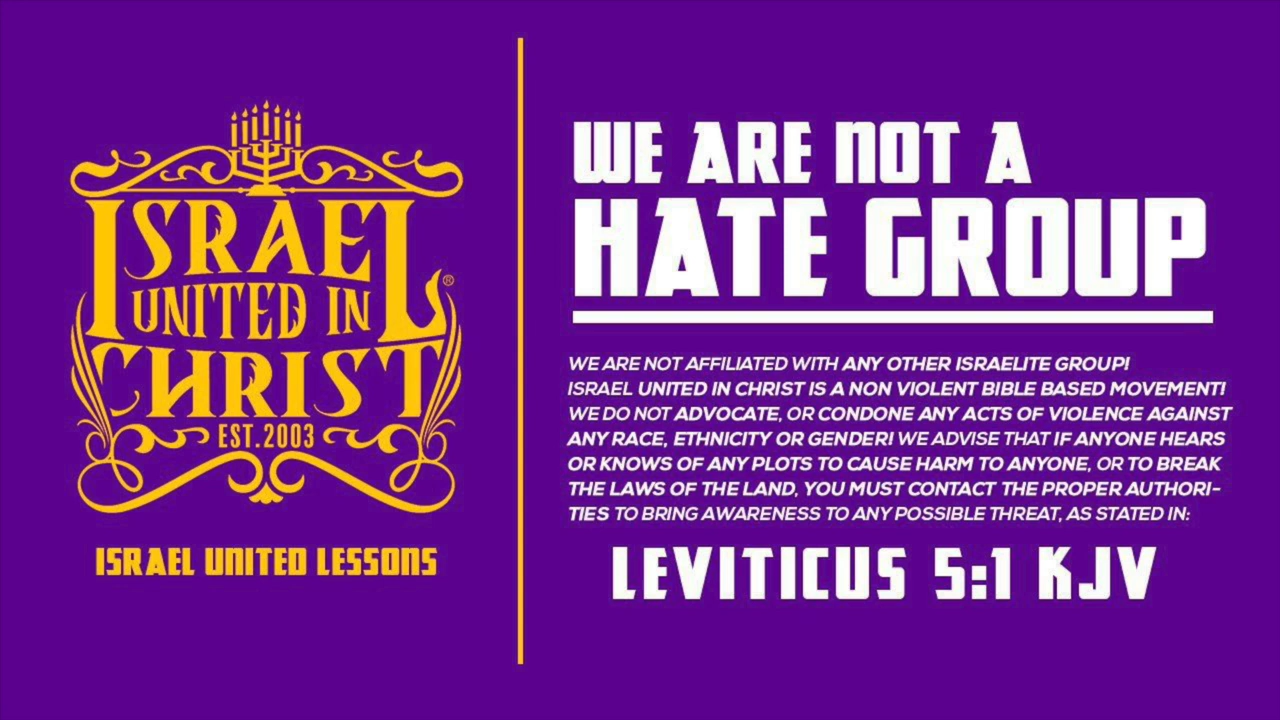 ISRAEL
UNITED IN
CHRIST
EST.2003
ISRAEL UNITED LESSONS
WE ARE NOT A
HATE GROUP
WE ARE NOT AFFILIATED WITH ANY OTHER ISRAELITE GROUP!
ISRAEL UNITED IN CHRIST IS A NON VIOLENT BIBLE BASED MOVEMENT!
WE DO NOT ADVOCATE, OR CONDONE ANY ACTS OF VIOLENCE AGAINST
ANY RACE, ETHNICITY OR GENDER! WE ADVISE THAT IF ANYONE HEARS
OR KNOWS OF ANY PLOTS TO CAUSE HARM TO ANYONE, OR TO BREAK
THE LAWS OF THE LAND, YOU MUST CONTACT THE PROPER AUTHORI-
TIES TO BRING AWARENESS TO ANY POSSIBLE THREAT, AS STATED IN:
LEVITICUS 5:1 KJV